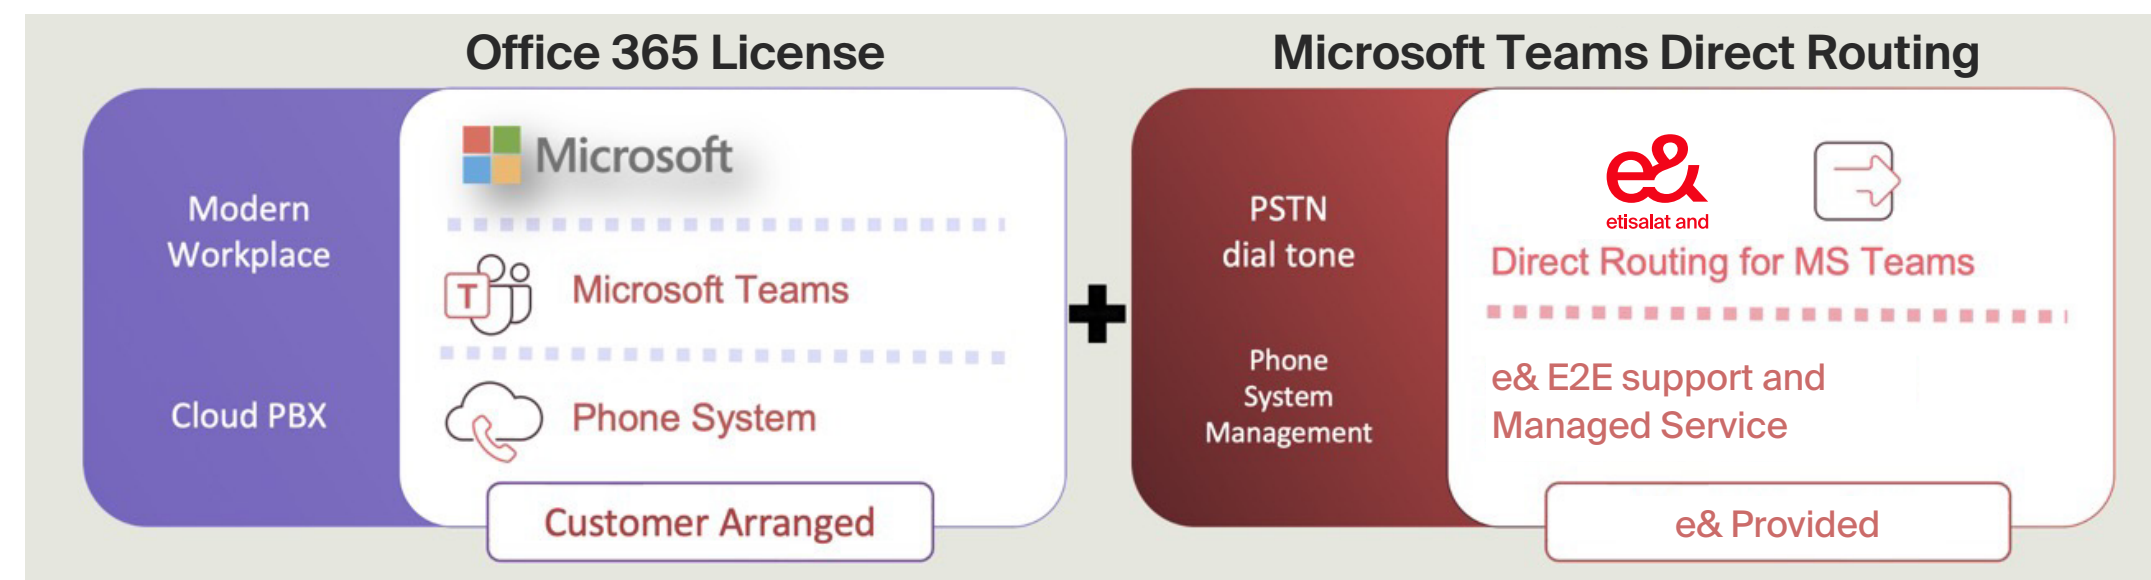 Office 365 License
Microsoft Teams Direct Routing
Modern
Workplace
Cloud PBX
Microsoft
T
Microsoft Teams
Phone System
Customer Arranged
PSTN
dial tone
Phone
System
Management
e&
etisalat and
Direct Routing for MS Teams
e& E2E support and
Managed Service
e& Provided